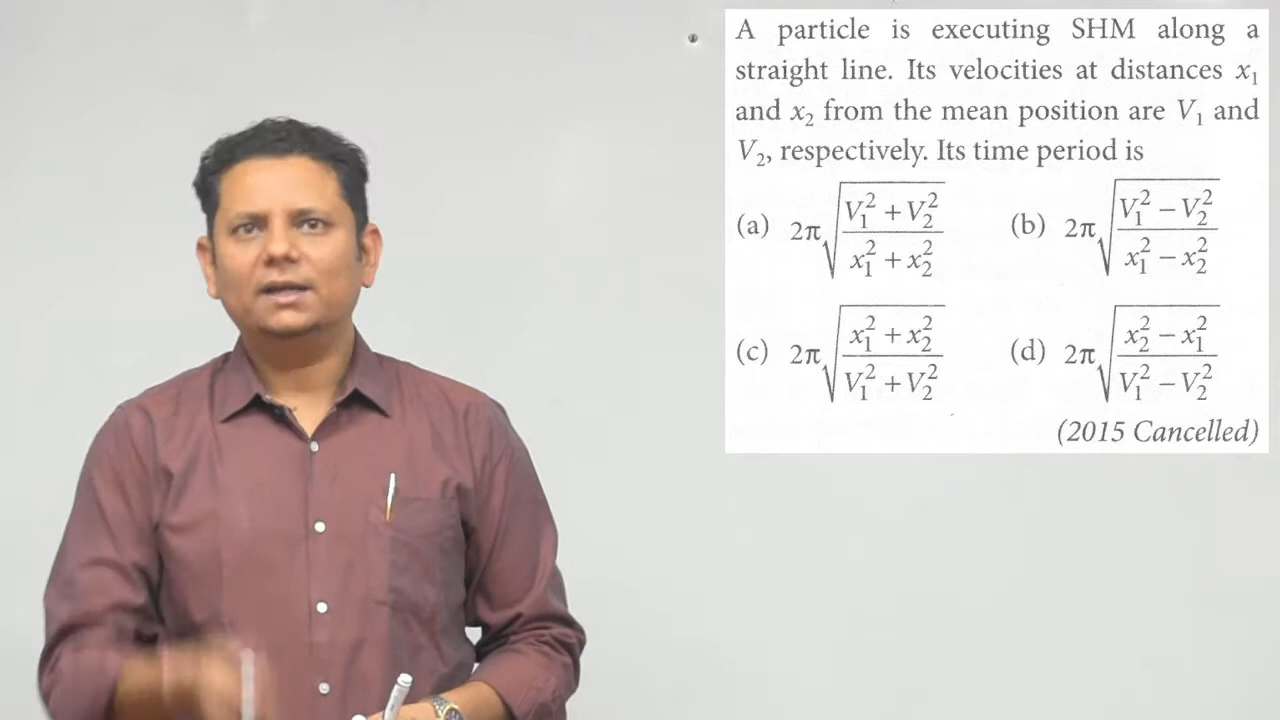 A particle is executing SHM along a
straight line. Its velocities at distances x₁
and x₂ from the mean position are V₁ and
V₂, respectively. Its time period is
(a) 2π√((V₁² + V₂²)/(x₁² + x₂²)) (b) 2π√((V₁² − V₂²)/(x₁² − x₂²))
(c) 2π√((x₁² + x₂²)/(V₁² + V₂²)) (d) 2π√((x₂² − x₁²)/(V₁² − V₂²))
(2015 Cancelled)